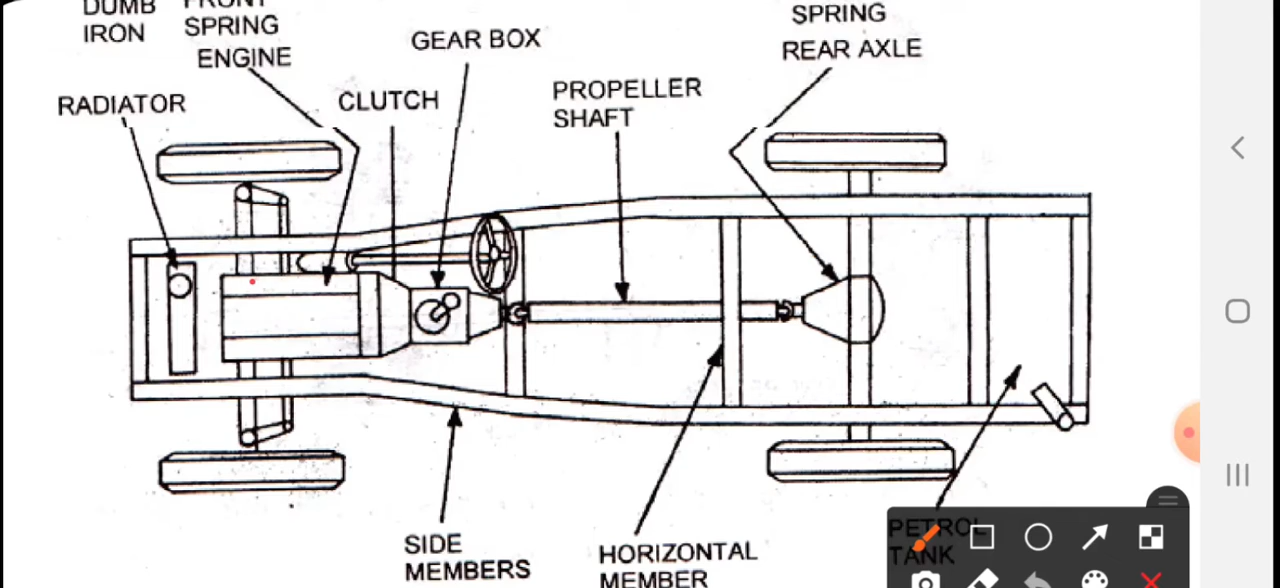 DUMB
IRON
FRONT
SPRING
ENGINE
GEAR BOX
SPRING
REAR AXLE
RADIATOR
CLUTCH
PROPELLER
SHAFT
SIDE
MEMBERS
HORIZONTAL
MEMBER
PETROL
TANK